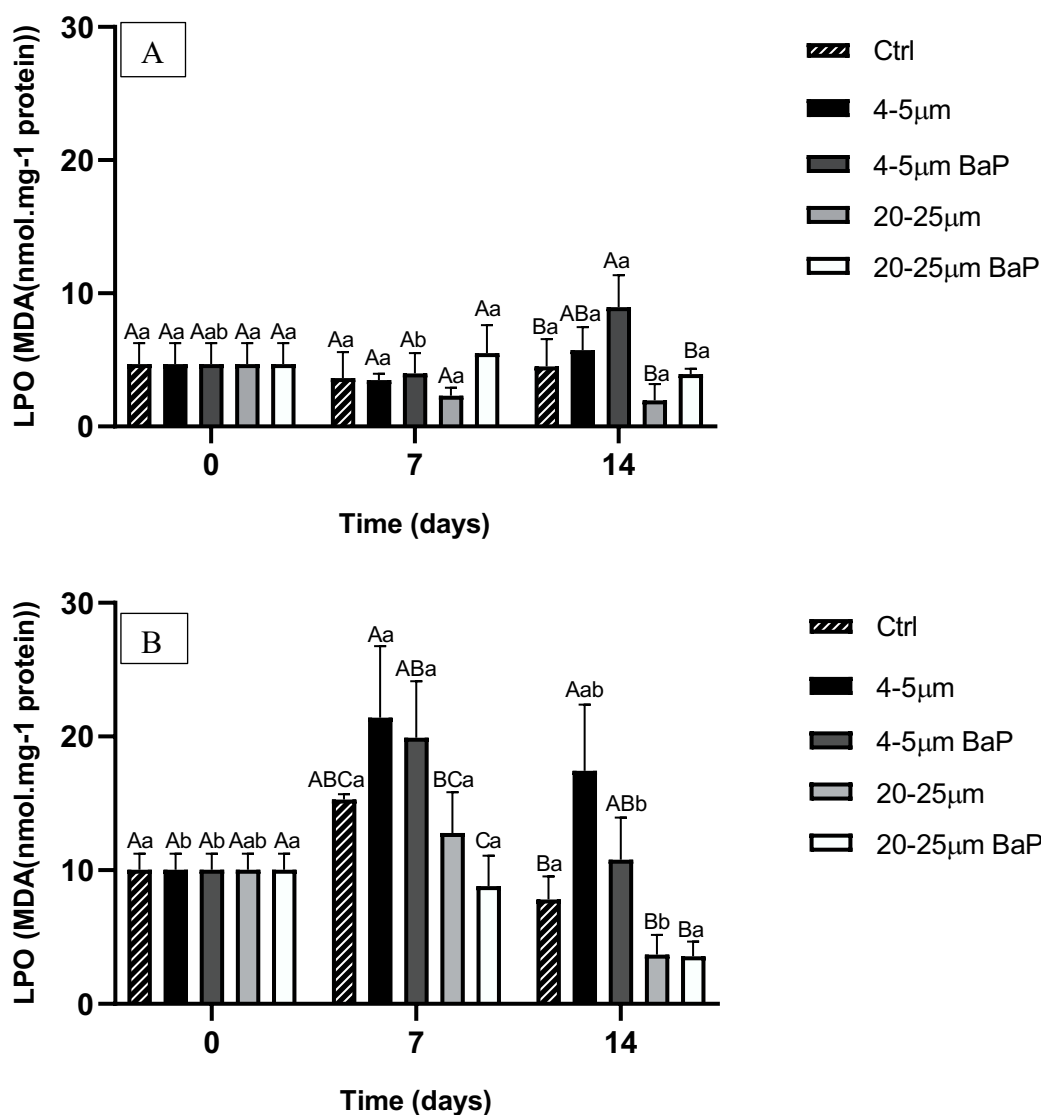 A
LPO (MDA(nmol.mg-1 protein))
30
20
10
0
Aa Aa Aab Aa Aa
Aa Aa Ab Aa Aa
Ba ABa Aa Ba Ba
0 7 14
Time (days)
Ctrl
4-5μm
4-5μm BaP
20-25μm
20-25μm BaP
B
LPO (MDA(nmol.mg-1 protein))
30
20
10
0
Aa Ab Ab Aab Aa
ABCa Aa ABa BCa Ca
Ba Aab ABb Bb Ba
0 7 14
Time (days)
Ctrl
4-5μm
4-5μm BaP
20-25μm
20-25μm BaP